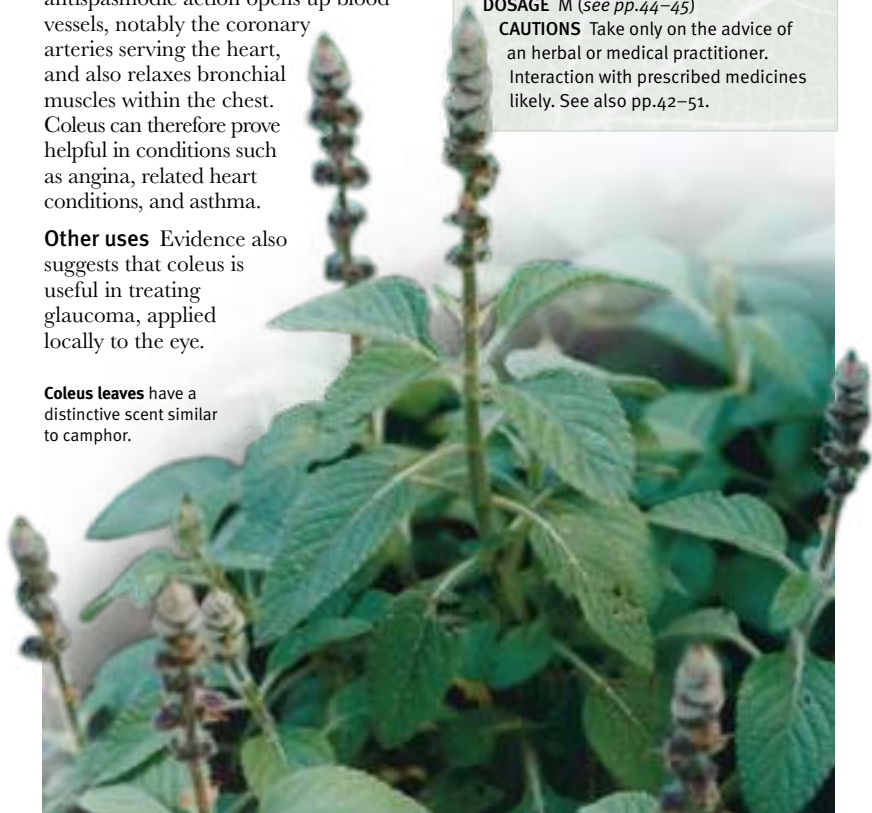 antispasmodic action opens up blood
vessels, notably the coronary
arteries serving the heart,
and also relaxes bronchial
muscles within the chest.
Coleus can therefore prove
helpful in conditions such
as angina, related heart
conditions, and asthma.
Other uses Evidence also
suggests that coleus is
useful in treating
glaucoma, applied
locally to the eye.
Coleus leaves have a
distinctive scent similar
to camphor.
DOSAGE M (see pp.44–45)
CAUTIONS Take only on the advice of
an herbal or medical practitioner.
Interaction with prescribed medicines
likely. See also pp.42–51.